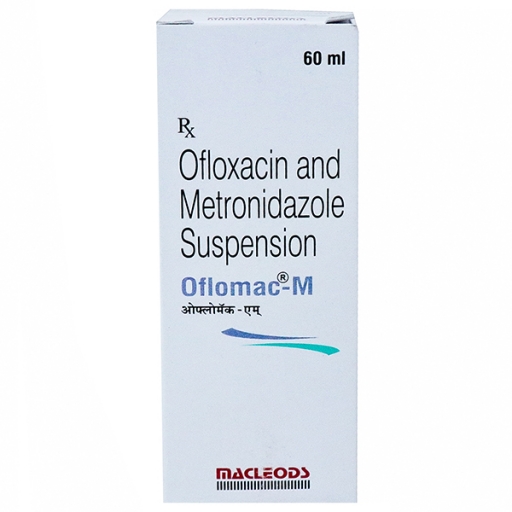 60 ml
Rx
Ofloxacin and
Metronidazole
Suspension
Oflomac®-M
ओफ्लोमॅक -एम्
MACLEODS